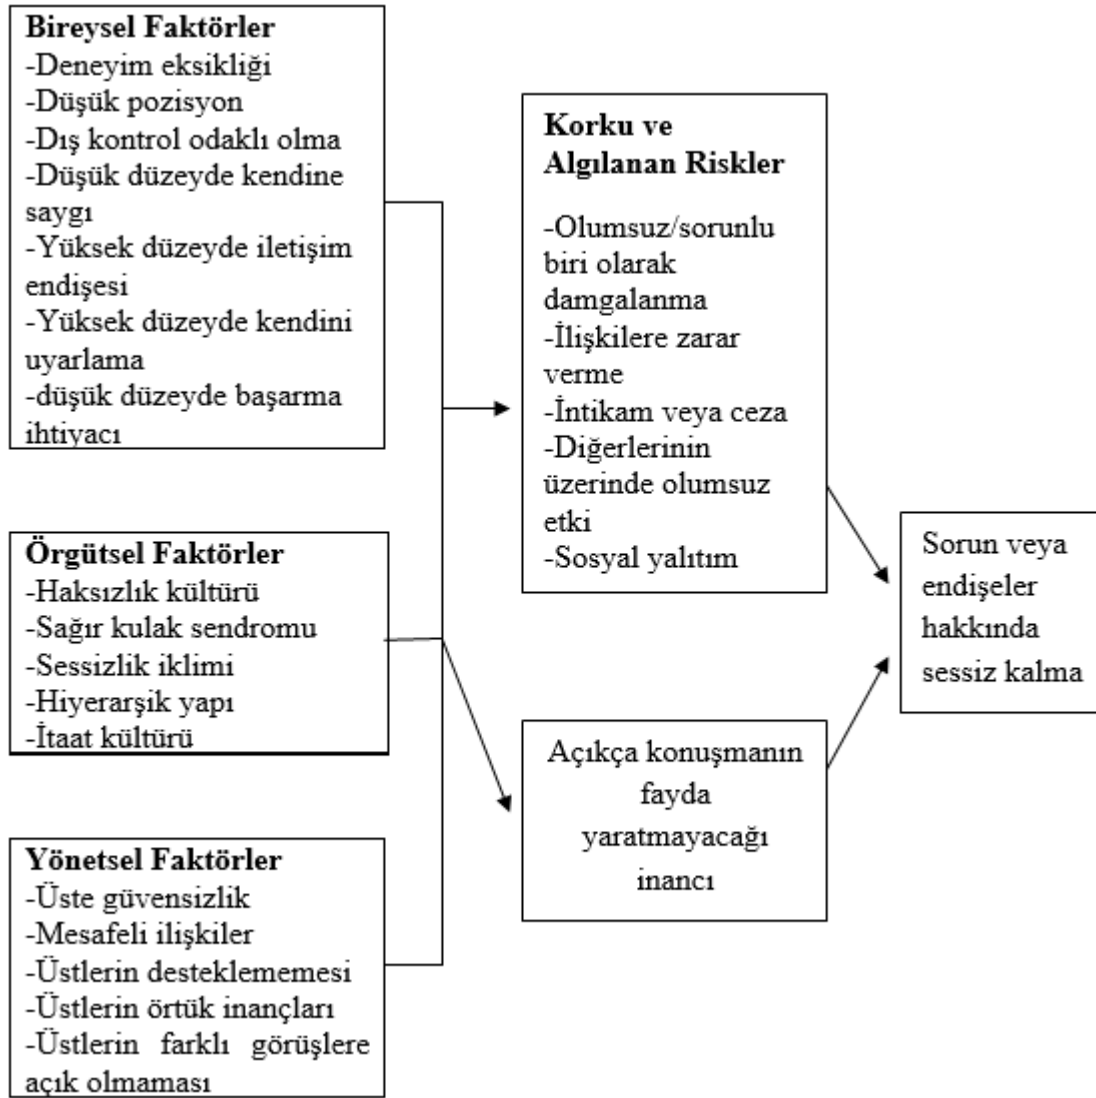 Bireysel Faktörler
-Deneyim eksikliği
-Düşük pozisyon
-Dış kontrol odaklı olma
-Düşük düzeyde kendine
saygı
-Yüksek düzeyde iletişim
endişesi
-Yüksek düzeyde kendini
uyarlama
-düşük düzeyde başarma
ihtiyacı
Örgütsel Faktörler
-Haksızlık kültürü
-Sağır kulak sendromu
-Sessizlik iklimi
-Hiyerarşik yapı
-İtaat kültürü
Yönetsel Faktörler
-Üste güvensizlik
-Mesafeli ilişkiler
-Üstlerin desteklememesi
-Üstlerin örtük inançları
-Üstlerin farklı görüşlere
açık olmaması
Korku ve
Algılanan Riskler
-Olumsuz/sorunlu
biri olarak
damgalanma
-İlişkilere zarar
verme
-İntikam veya ceza
-Diğerlerinin
üzerinde olumsuz
etki
-Sosyal yalıtım
Açıkça konuşmanın
fayda
yaratmayacağı
inancı
Sorun veya
endişeler
hakkında
sessiz kalma